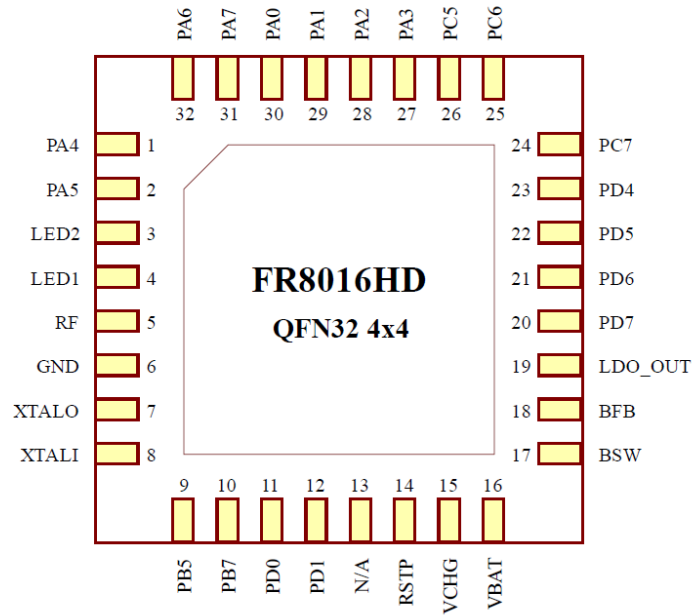 PA6 PA7 PA0 PA1 PA2 PA3 PC5 PC6
32 31 30 29 28 27 26 25
PA4 1 24 PC7
PA5 2 23 PD4
LED2 3 22 PD5
LED1 4 21 PD6
RF 5 20 PD7
GND 6 19 LDO_OUT
XTALO 7 18 BFB
XTALI 8 17 BSW
FR8016HD
QFN32 4x4
9 10 11 12 13 14 15 16
PB5 PB7 PD0 PD1 N/A RSTP VCHG VBAT